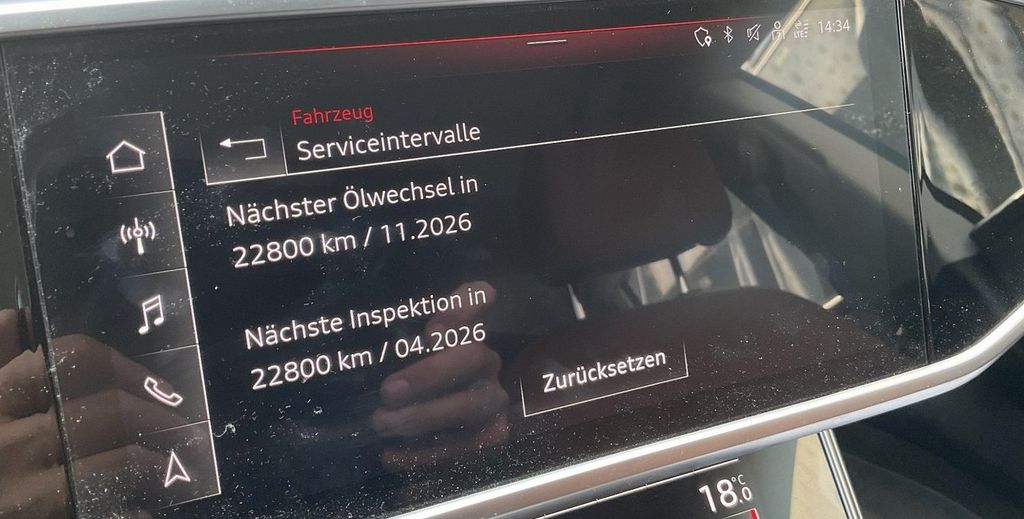 14:34
Fahrzeug
Serviceintervalle
Nächster Ölwechsel in
22800 km / 11.2026
Nächste Inspektion in
22800 km / 04.2026
Zurücksetzen
18.0 °C